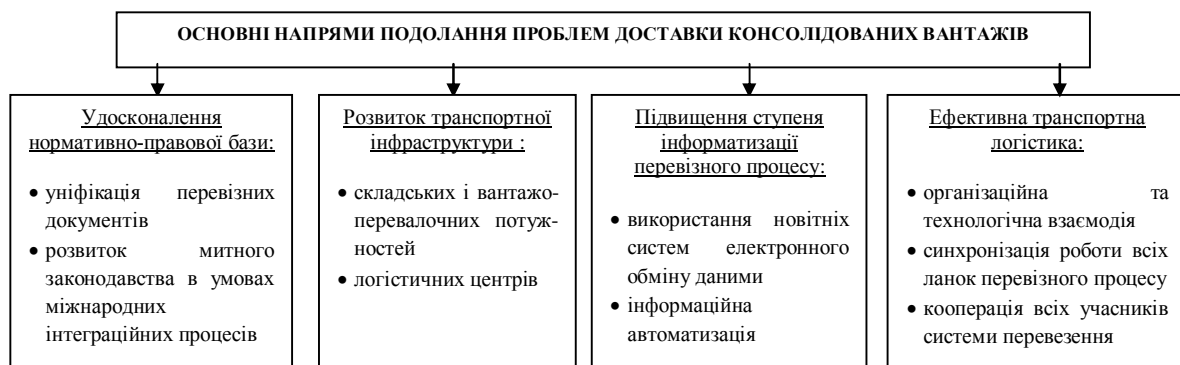 ОСНОВНІ НАПРЯМИ ПОДОЛАННЯ ПРОБЛЕМ ДОСТАВКИ КОНСОЛІДОВАНИХ ВАНТАЖІВ
Удосконалення
нормативно-правової бази:
• уніфікація перевізних
документів
• розвиток митного
законодавства в умовах
міжнародних
інтеграційних процесів
Розвиток транспортної
інфраструктури :
• складських і вантажо-
перевалочних потуж-
ностей
• логістичних центрів
Підвищення ступеня
інформатизації
перевізного процесу:
• використання новітніх
систем електронного
обміну даними
• інформаційна
автоматизація
Ефективна транспортна
логістика:
• організаційна та
технологічна взаємодія
• синхронізація роботи всіх
ланок перевізного процесу
• кооперація всіх учасників
системи перевезення